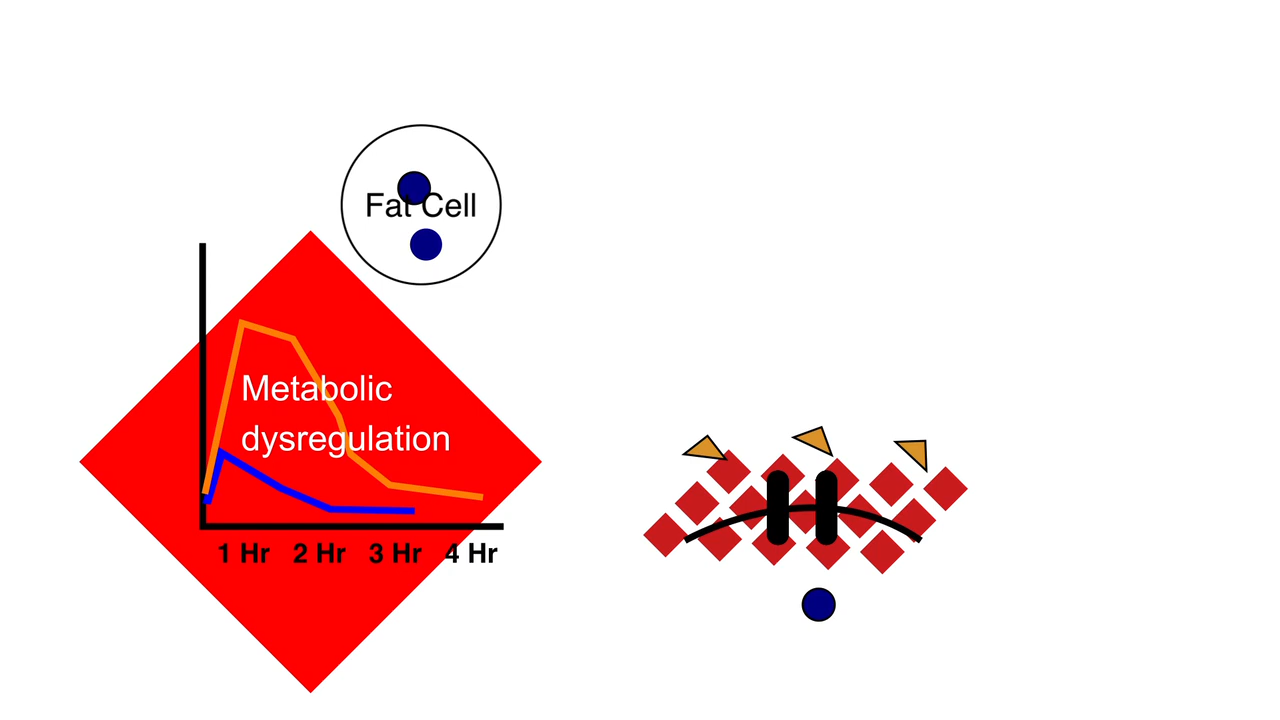 Fat Cell
Metabolic
dysregulation
1 Hr 2 Hr 3 Hr 4 Hr